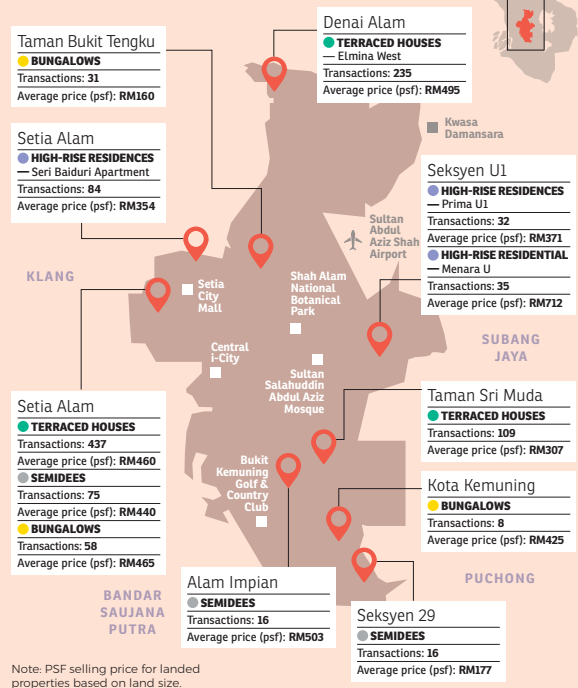 Taman Bukit Tengku
BUNGALOWS
Transactions: 31
Average price (psf): RM160
Denai Alam
TERRACED HOUSES
— Elmina West
Transactions: 235
Average price (psf): RM495
Setia Alam
HIGH-RISE RESIDENCES
— Seri Baiduri Apartment
Transactions: 84
Average price (psf): RM354
Kwasa
Damansara
Seksyen U1
HIGH-RISE RESIDENCES
— Prima U1
Transactions: 32
Average price (psf): RM371
HIGH-RISE RESIDENTIAL
— Menara U
Transactions: 35
Average price (psf): RM712
Sultan
Abdul
Aziz Shah
Airport
KLANG
Setia
City
Mall
Shah Alam
National
Botanical
Park
Central
i-City
Sultan
Salahuddin
Abdul Aziz
Mosque
SUBANG
JAYA
Setia Alam
TERRACED HOUSES
Transactions: 437
Average price (psf): RM460
SEMIDEES
Transactions: 75
Average price (psf): RM440
BUNGALOWS
Transactions: 58
Average price (psf): RM465
Taman Sri Muda
TERRACED HOUSES
Transactions: 109
Average price (psf): RM307
Bukit
Kemuning
Golf &
Country
Club
Kota Kemuning
BUNGALOWS
Transactions: 8
Average price (psf): RM425
PUCHONG
BANDAR
SAUJANA
PUTRA
Alam Impian
SEMIDEES
Transactions: 16
Average price (psf): RM503
Seksyen 29
SEMIDEES
Transactions: 16
Average price (psf): RM177
Note: PSF selling price for landed
properties based on land size.